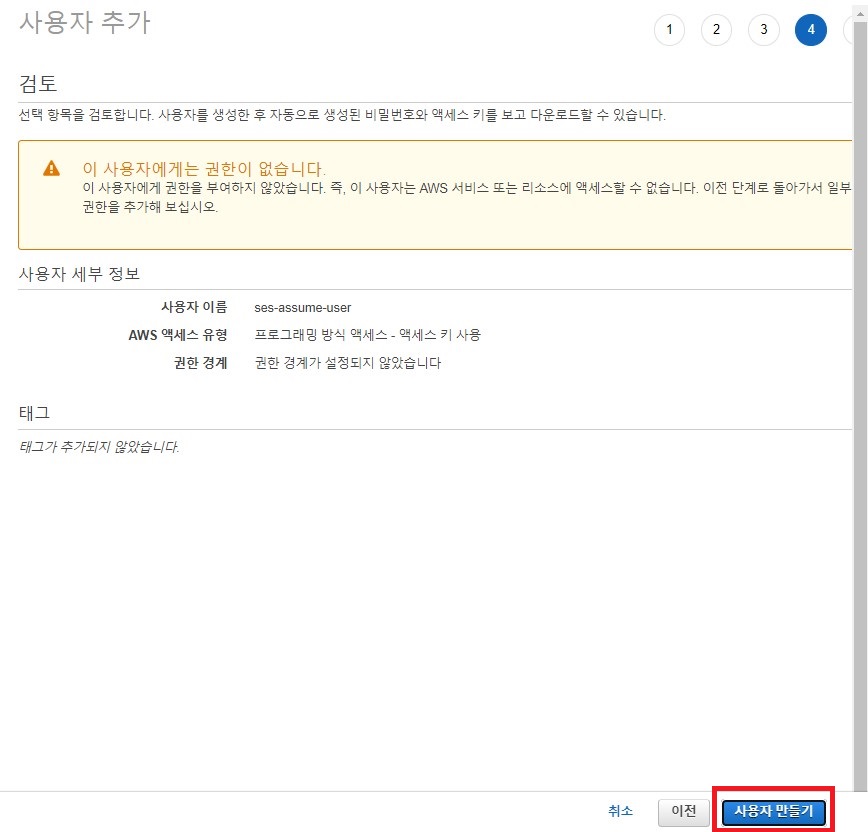 사용자 추가
1 2 3 4
검토
선택 항목을 검토합니다. 사용자를 생성한 후 자동으로 생성된 비밀번호와 액세스 키를 보고 다운로드할 수 있습니다.
이 사용자에게는 권한이 없습니다.
이 사용자에게 권한을 부여하지 않았습니다. 즉, 이 사용자는 AWS 서비스 또는 리소스에 액세스할 수 없습니다. 이전 단계로 돌아가서 일부
권한을 추가해 보십시오.
사용자 세부 정보
사용자 이름 ses-assume-user
AWS 액세스 유형 프로그래밍 방식 액세스 - 액세스 키 사용
권한 경계 권한 경계가 설정되지 않았습니다
태그
태그가 추가되지 않았습니다.
취소 이전 사용자 만들기